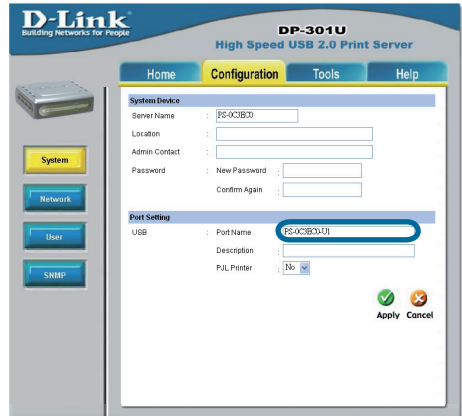 D-Link
Building Networks for People
DP-301U
High Speed USB 2.0 Print Server
Home Configuration Tools Help
System
Network
User
SNMP
System Device
Server Name : PS-0C3BC0
Location :
Admin Contact :
Password : New Password :
Confirm Again :
Port Setting
USB : Port Name : PS-0C3BC0-U1
Description :
PJL Printer : No
Apply Cancel